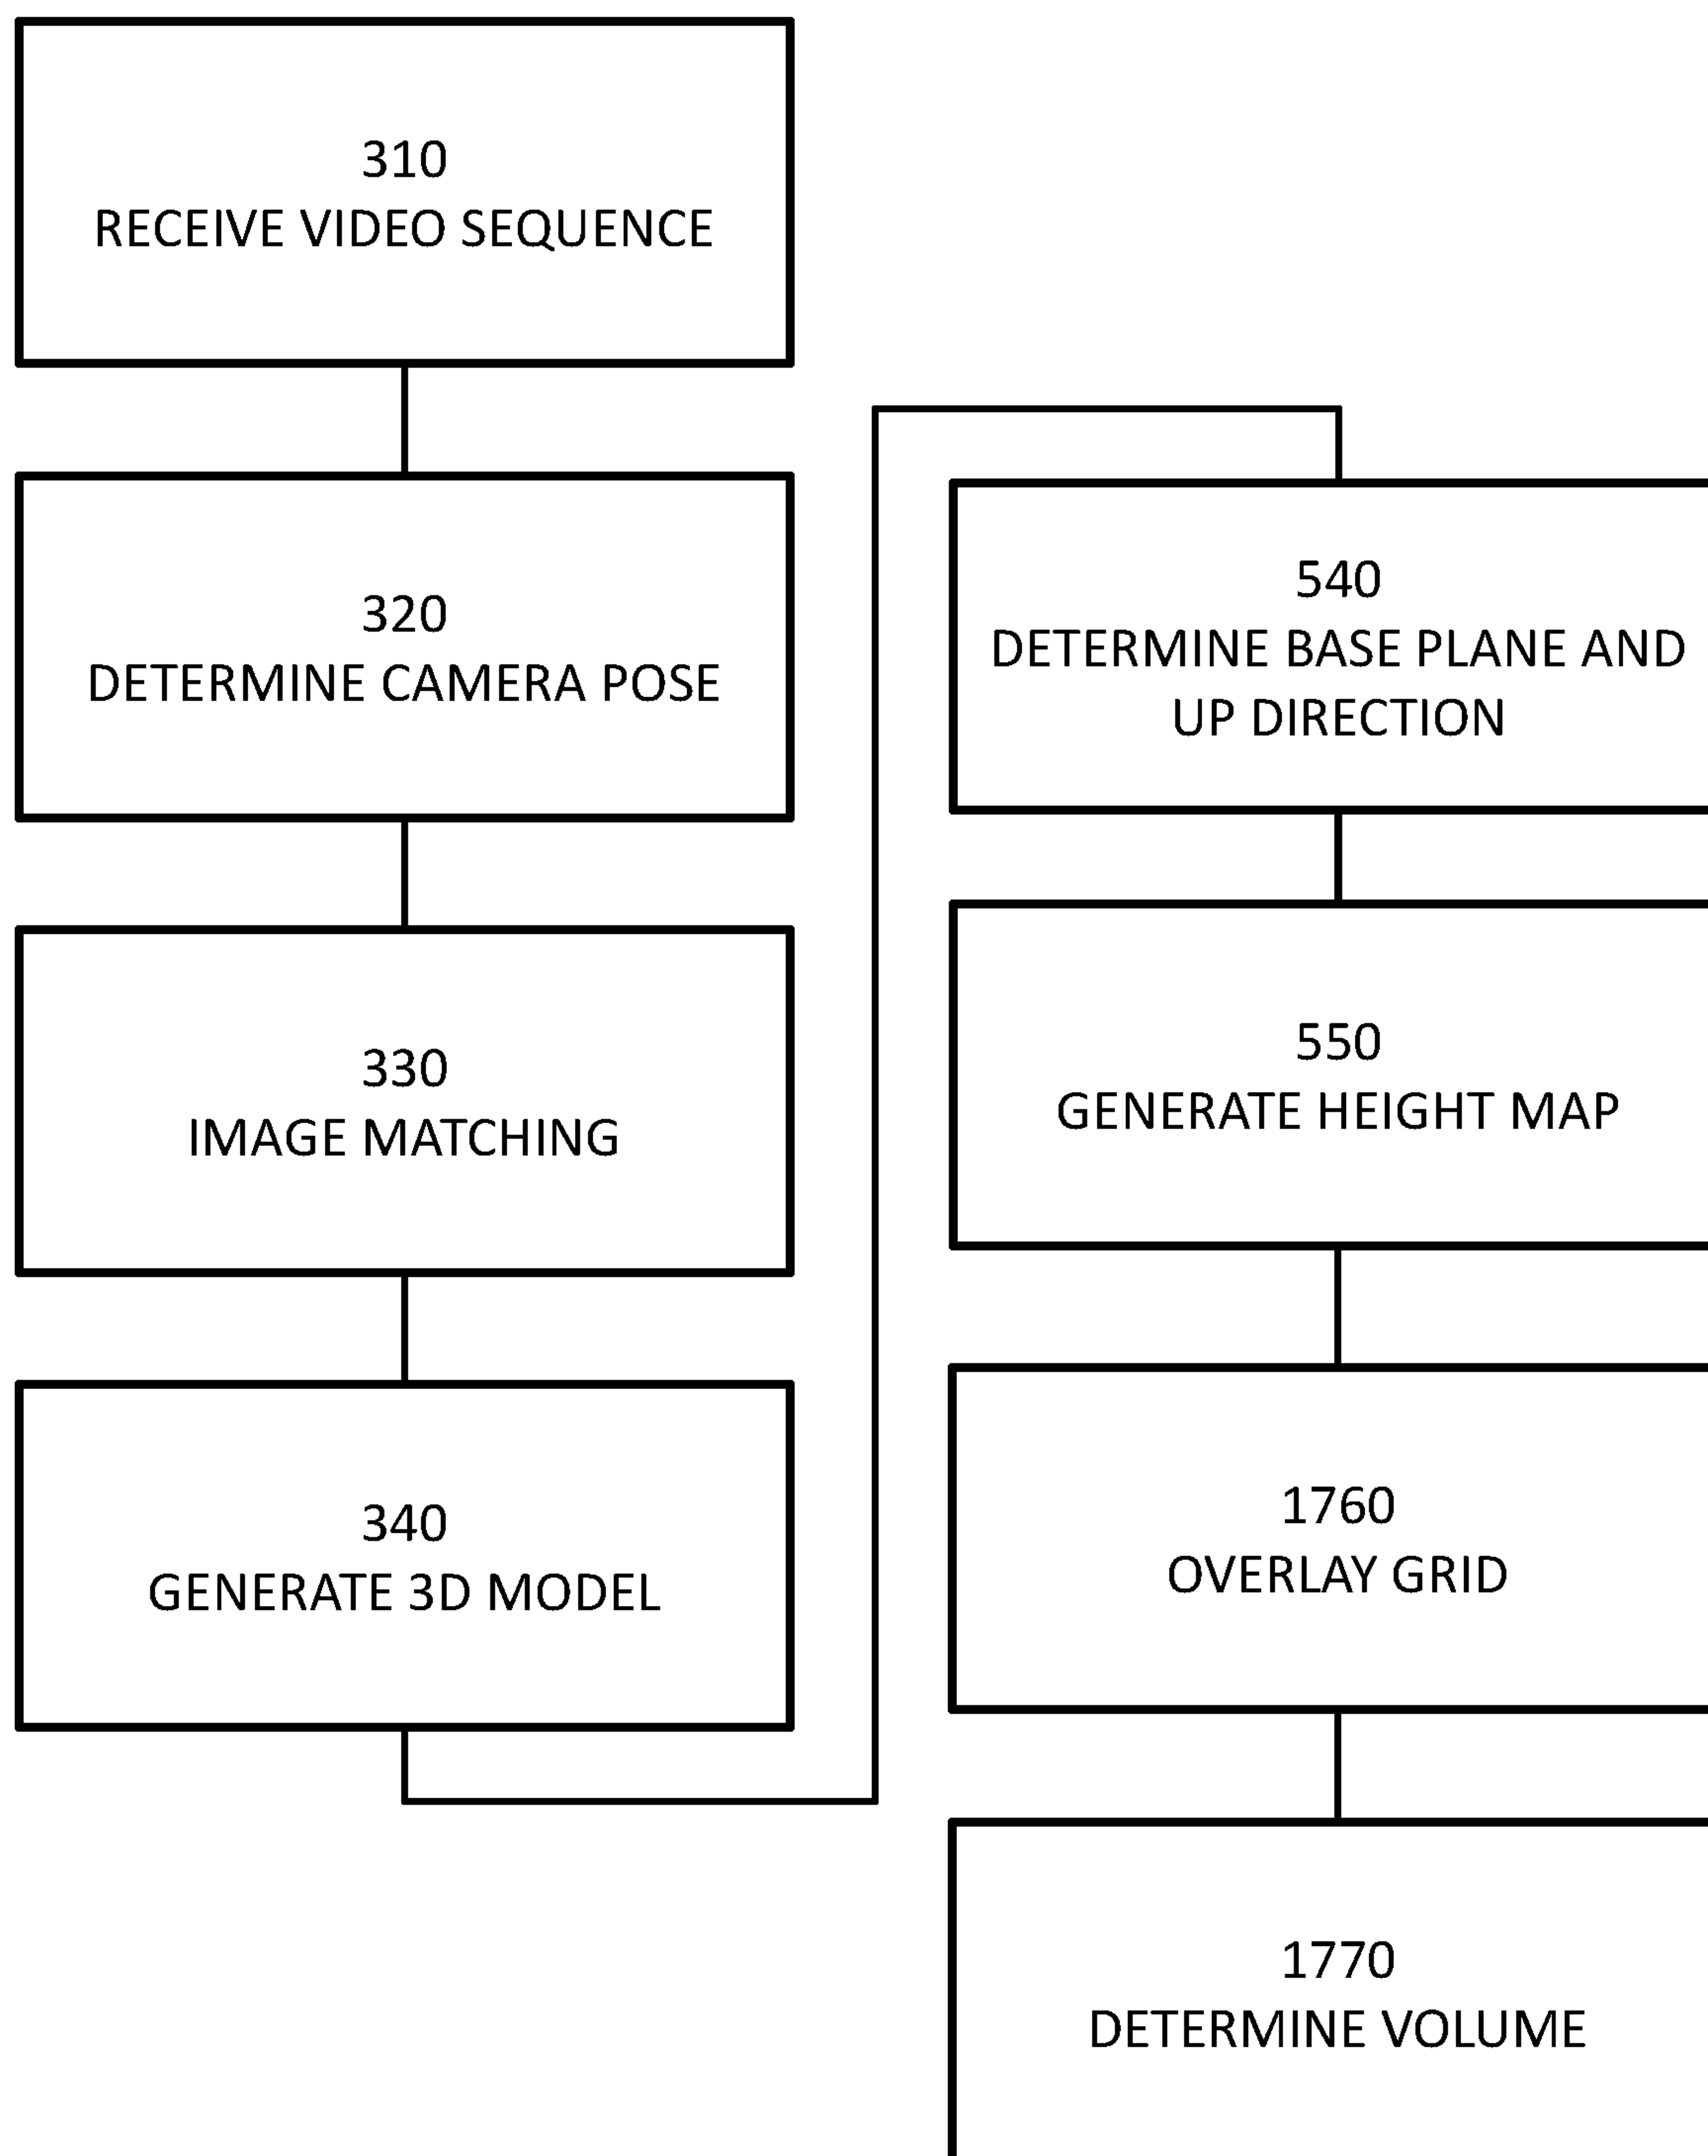 310
RECEIVE VIDEO SEQUENCE
320
DETERMINE CAMERA POSE
330
IMAGE MATCHING
340
GENERATE 3D MODEL
540
DETERMINE BASE PLANE AND
UP DIRECTION
550
GENERATE HEIGHT MAP
1760
OVERLAY GRID
1770
DETERMINE VOLUME